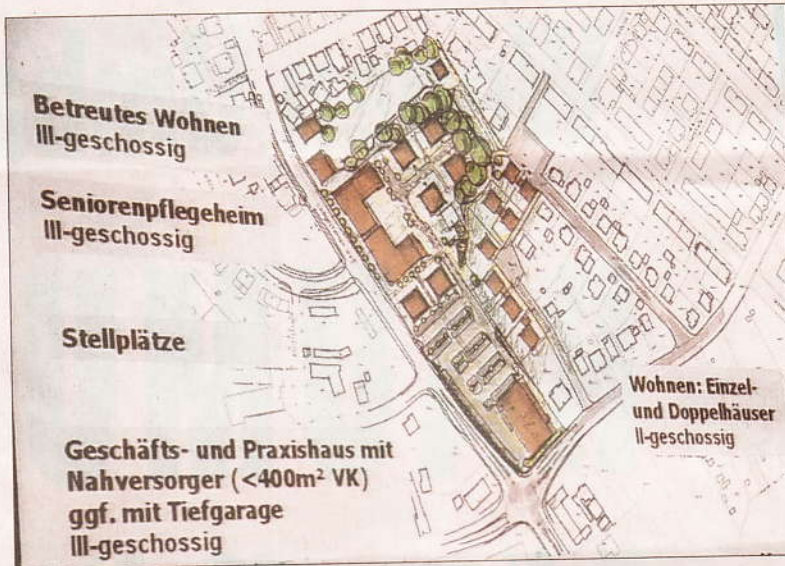 Betreutes Wohnen
III-geschossig
Seniorenpflegeheim
III-geschossig
Stellplätze
Geschäfts- und Praxishaus mit
Nahversorger (<400m² VK)
ggf. mit Tiefgarage
III-geschossig
Wohnen: Einzel-
und Doppelhäuser
II-geschossig